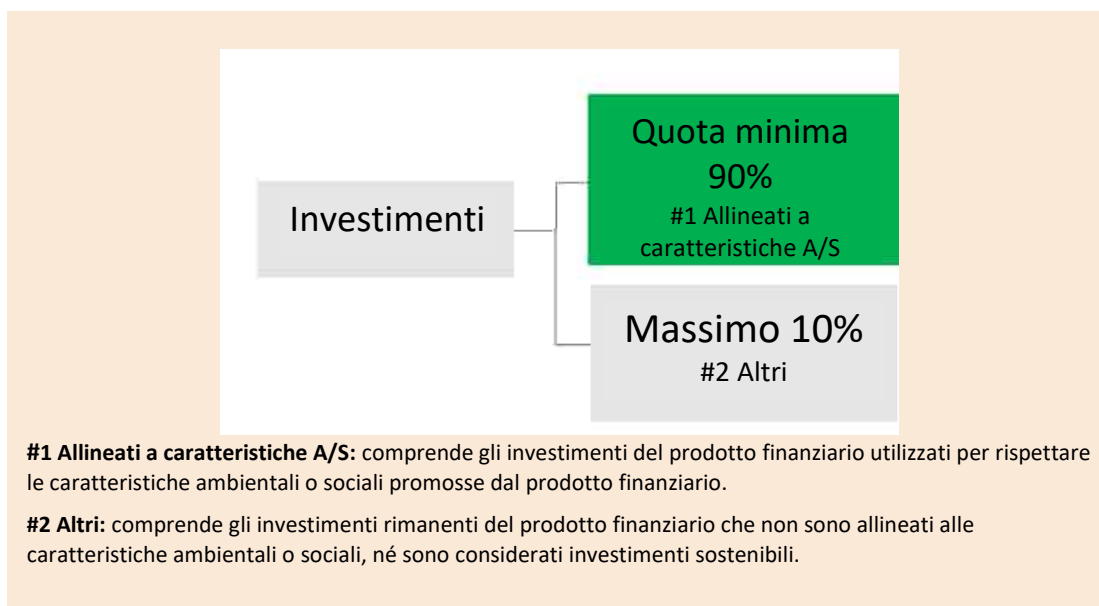 Investimenti
Quota minima
90%
#1 Allineati a
caratteristiche A/S
Massimo 10%
#2 Altri
#1 Allineati a caratteristiche A/S: comprende gli investimenti del prodotto finanziario utilizzati per rispettare
le caratteristiche ambientali o sociali promosse dal prodotto finanziario.
#2 Altri: comprende gli investimenti rimanenti del prodotto finanziario che non sono allineati alle
caratteristiche ambientali o sociali, né sono considerati investimenti sostenibili.